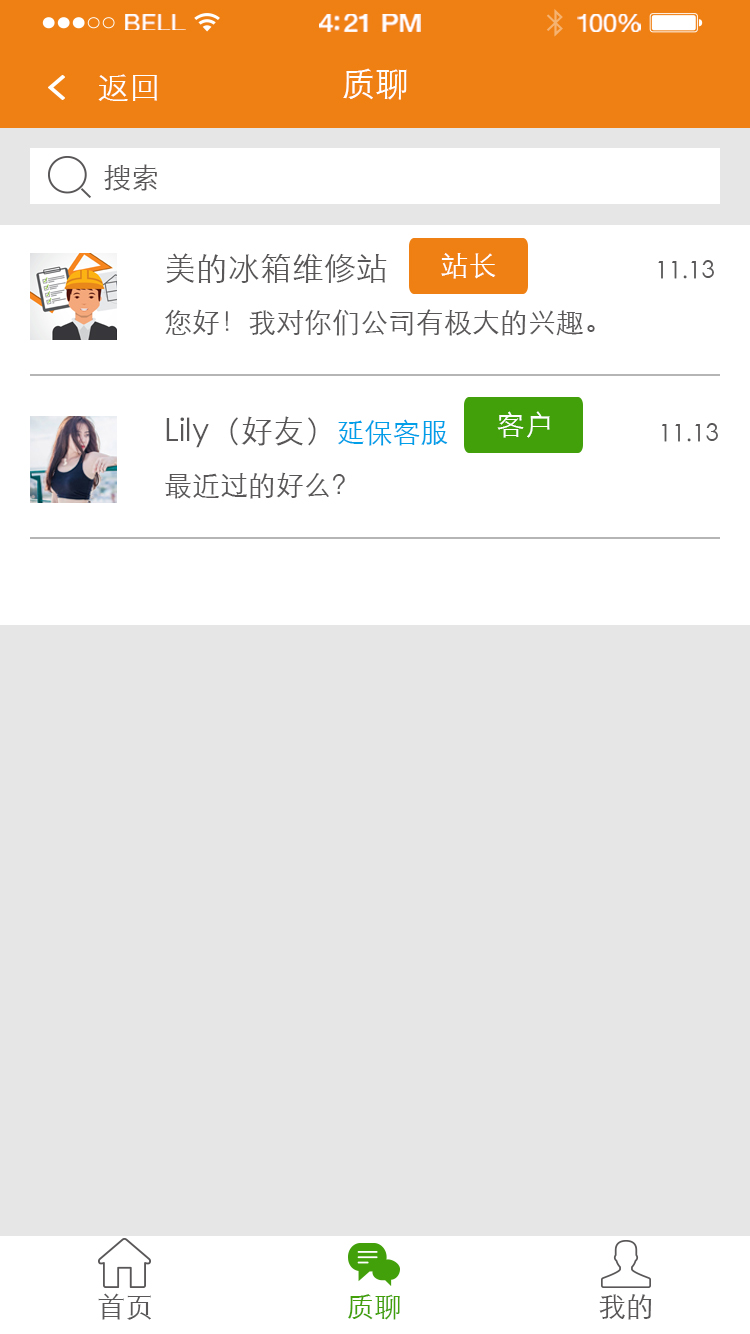 BELL 4:21 PM 100%
返回 质聊
搜索
美的冰箱维修站 站长 11.13
您好！我对你们公司有极大的兴趣。
Lily（好友）延保客服 客户 11.13
最近过的好么?
首页 质聊 我的